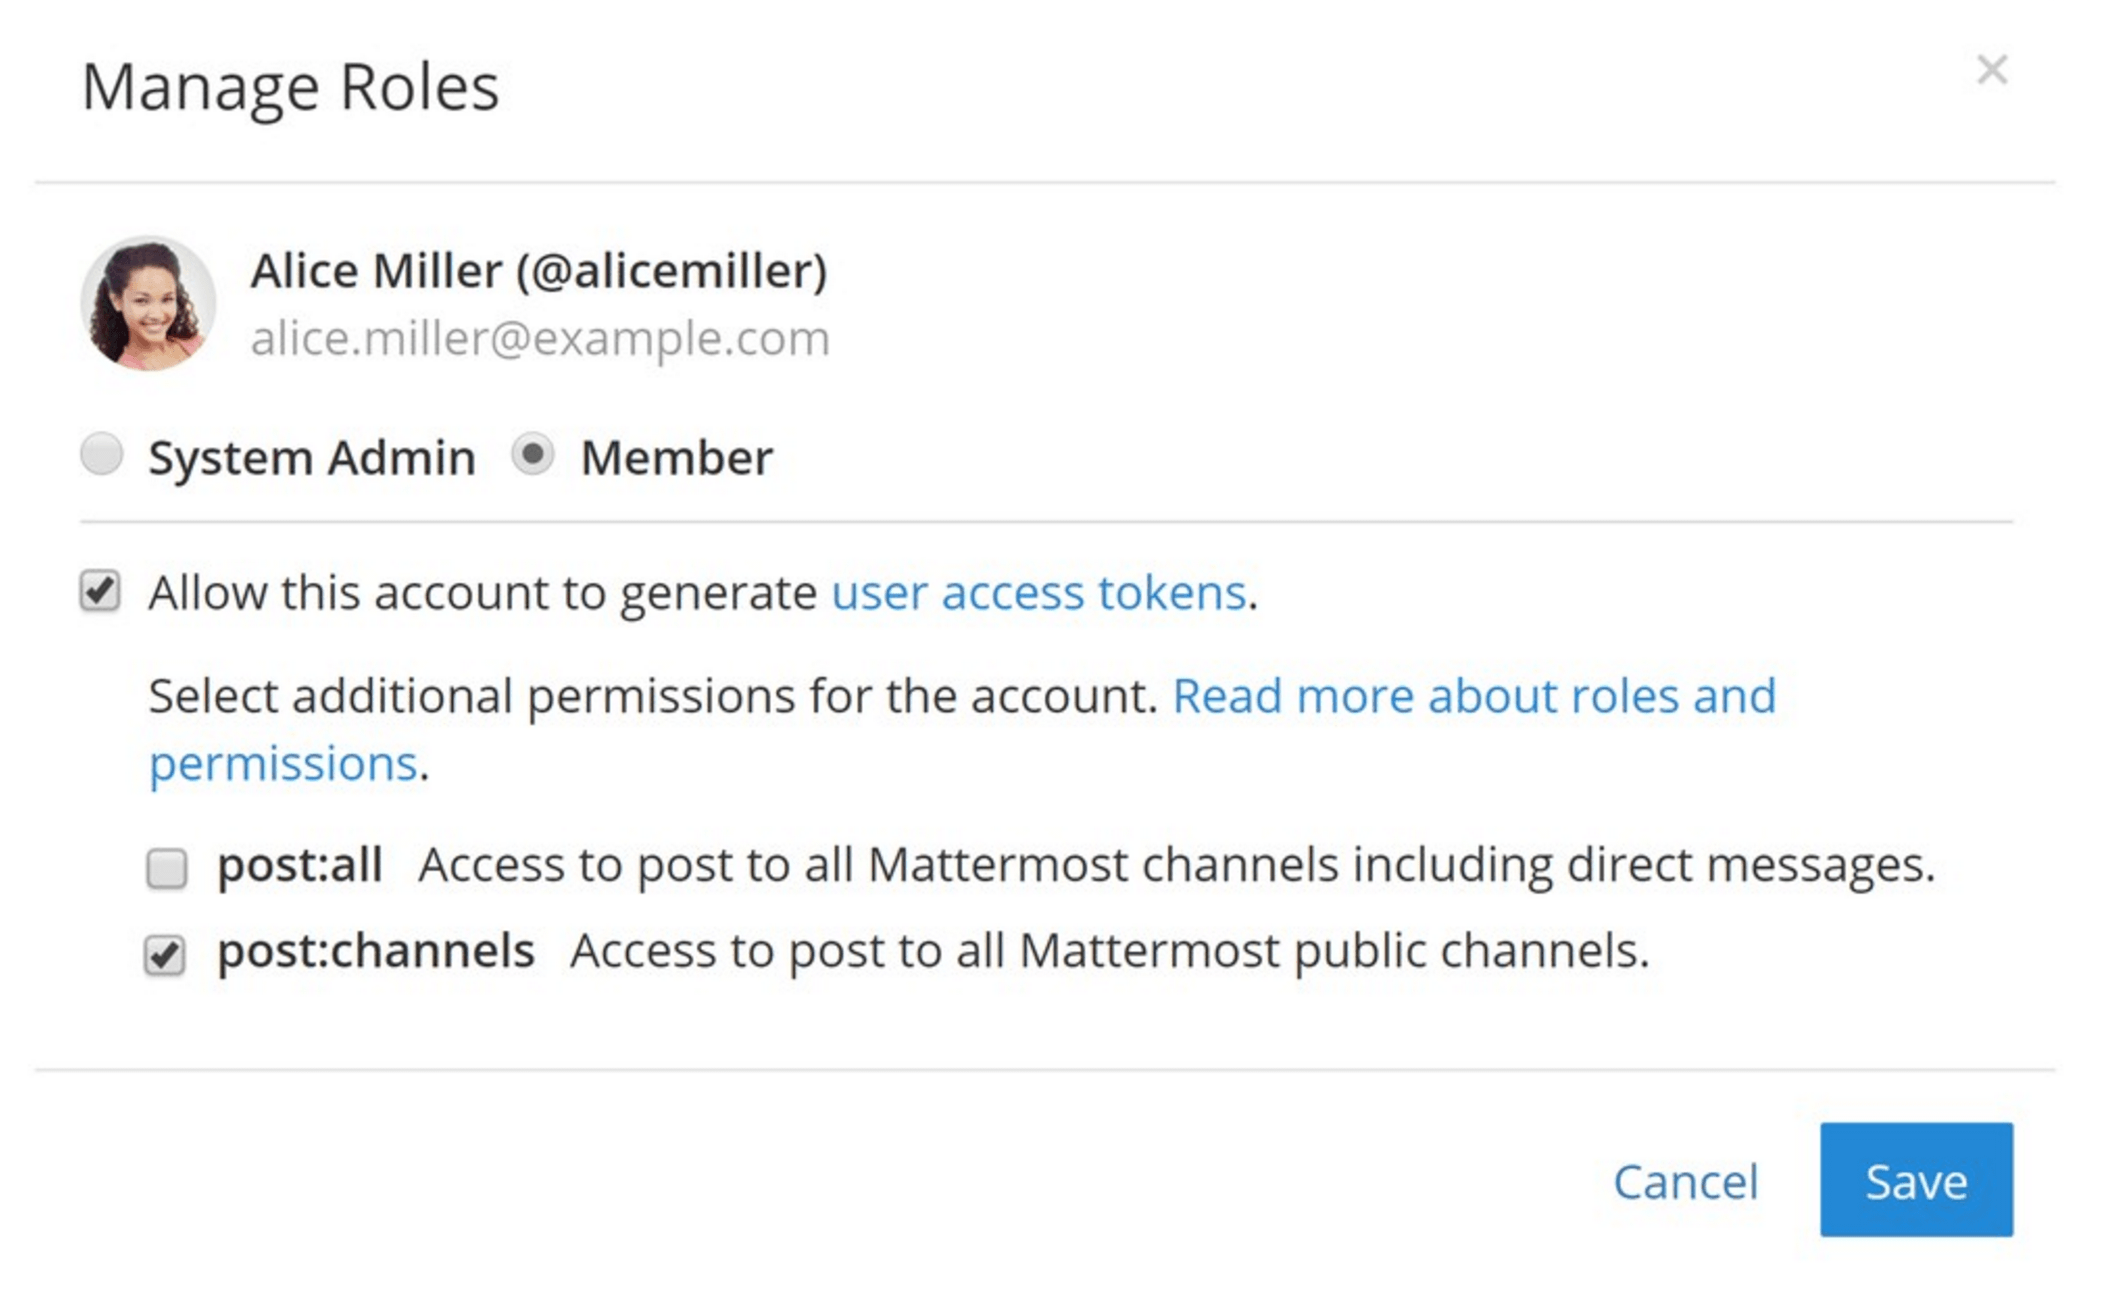 Manage Roles
×
Alice Miller (@alicemiller)
alice.miller@example.com
System Admin Member
Allow this account to generate user access tokens.
Select additional permissions for the account. Read more about roles and
permissions.
post:all Access to post to all Mattermost channels including direct messages.
post:channels Access to post to all Mattermost public channels.
Cancel Save